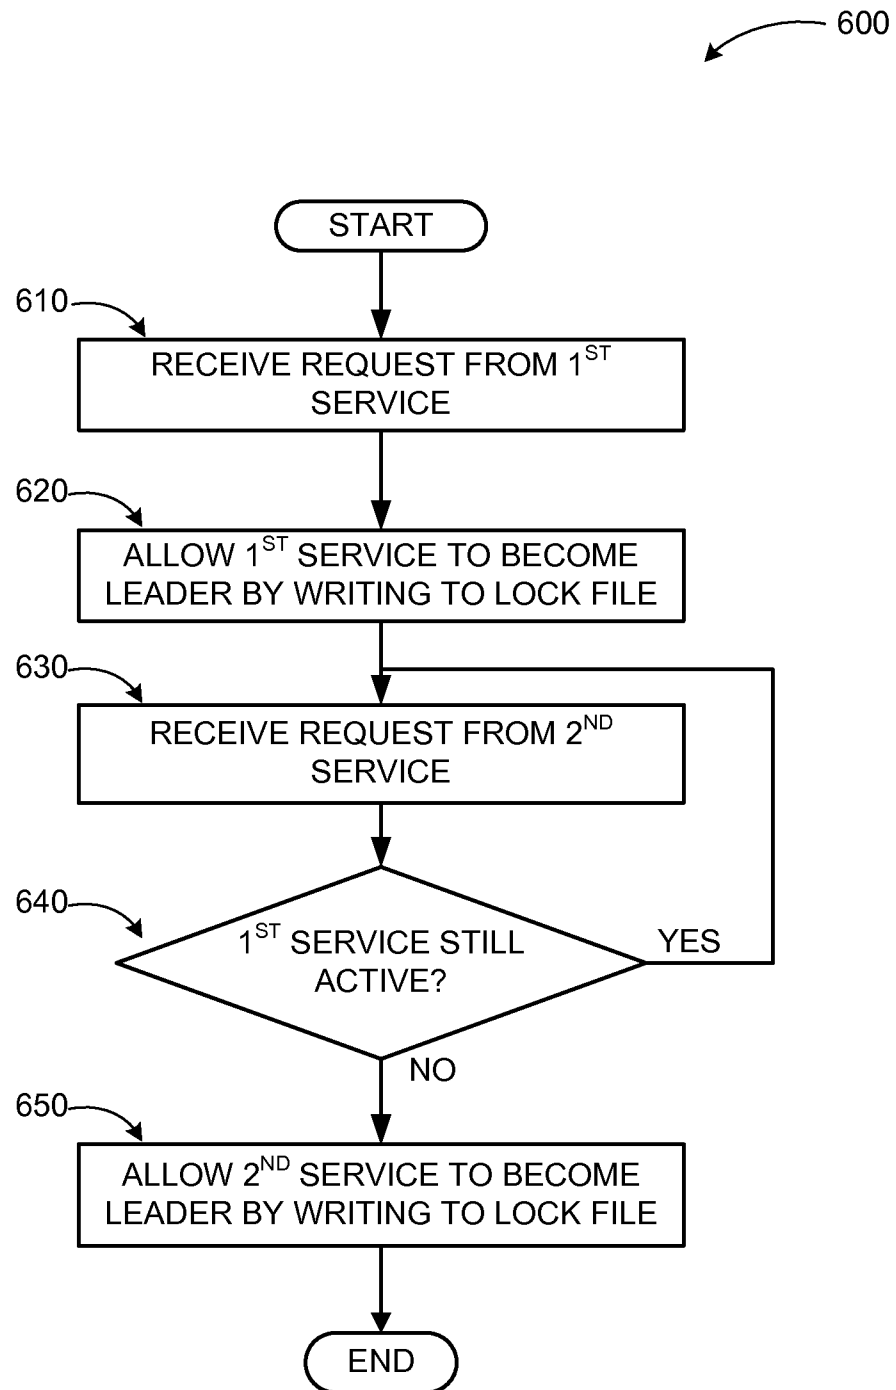 600
START
610
RECEIVE REQUEST FROM 1ST
SERVICE
620
ALLOW 1ST SERVICE TO BECOME
LEADER BY WRITING TO LOCK FILE
630
RECEIVE REQUEST FROM 2ND
SERVICE
640
1ST SERVICE STILL
ACTIVE?
YES
NO
650
ALLOW 2ND SERVICE TO BECOME
LEADER BY WRITING TO LOCK FILE
END